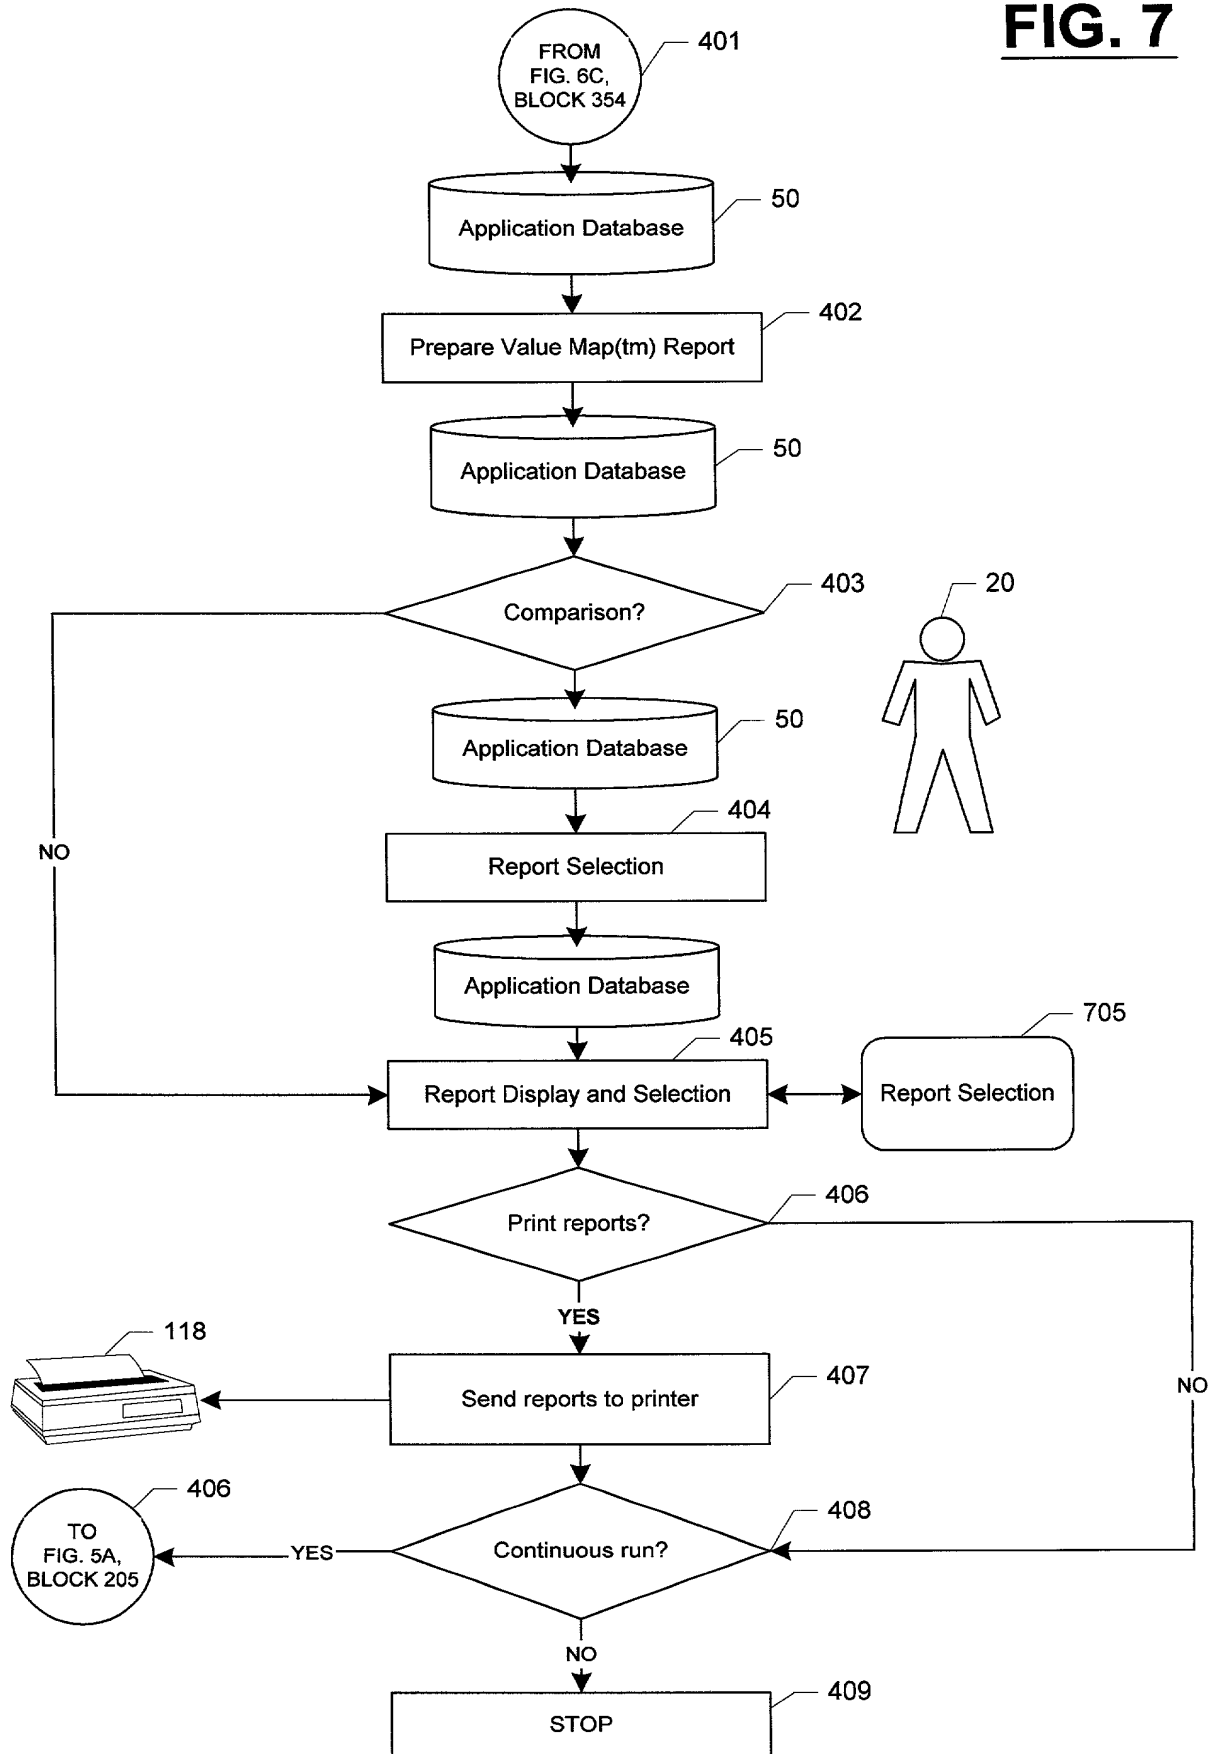 FIG. 7
401
FROM
FIG. 6C,
BLOCK 354
50
Application Database
402
Prepare Value Map(tm) Report
50
Application Database
403
Comparison?
20
50
Application Database
404
NO
Report Selection
Application Database
705
405
Report Display and Selection
Report Selection
406
Print reports?
YES
118
407
NO
Send reports to printer
406
408
TO
FIG. 5A,
BLOCK 205
YES
Continuous run?
NO
409
STOP